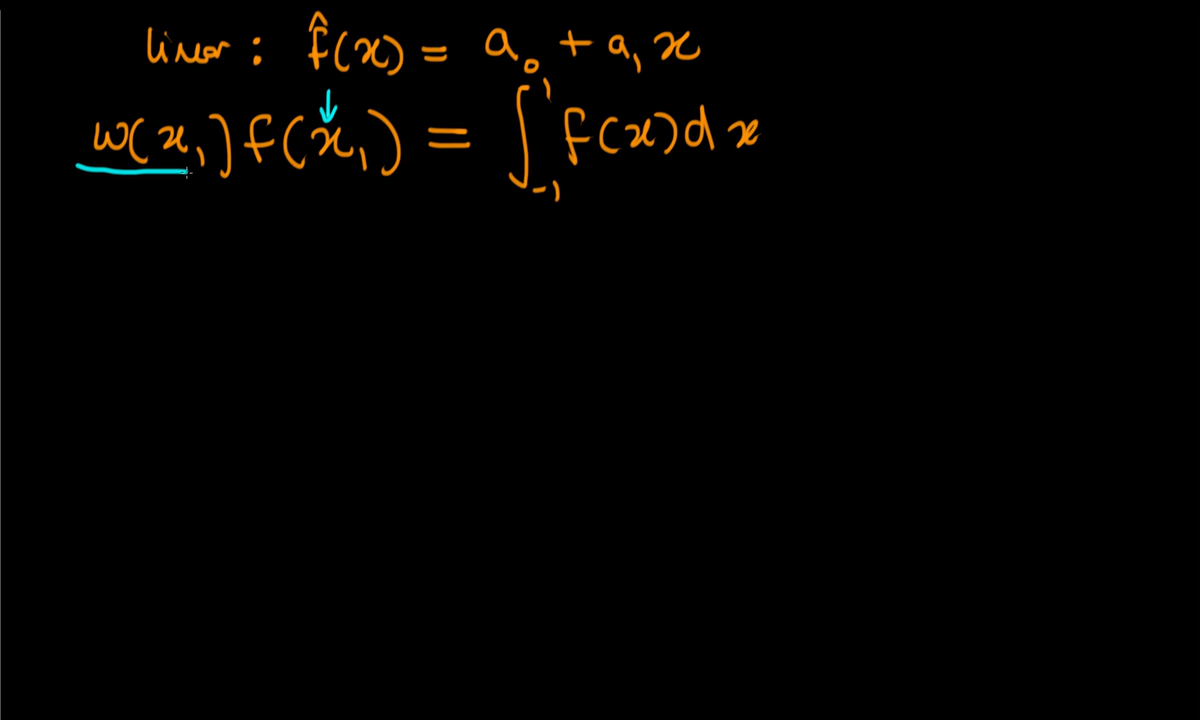 linear: f̂(x) = a₀ + a₁x
w(x₁)f(x₁) = ∫₋₁¹ f(x)dx